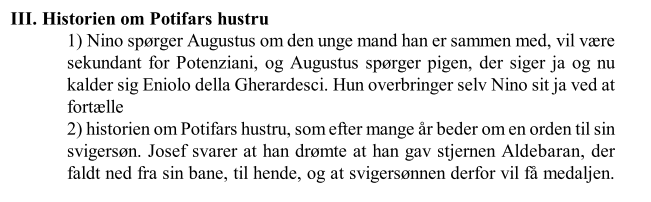 III. Historien om Potifars hustru
1) Nino spørger Augustus om den unge mand han er sammen med, vil være
sekundant for Potenziani, og Augustus spørger pigen, der siger ja og nu
kalder sig Eniolo della Gherardesci. Hun overbringer selv Nino sit ja ved at
fortælle
2) historien om Potifars hustru, som efter mange år beder om en orden til sin
svigersøn. Josef svarer at han drømte at han gav stjernen Aldebaran, der
faldt ned fra sin bane, til hende, og at svigersønnen derfor vil få medaljen.